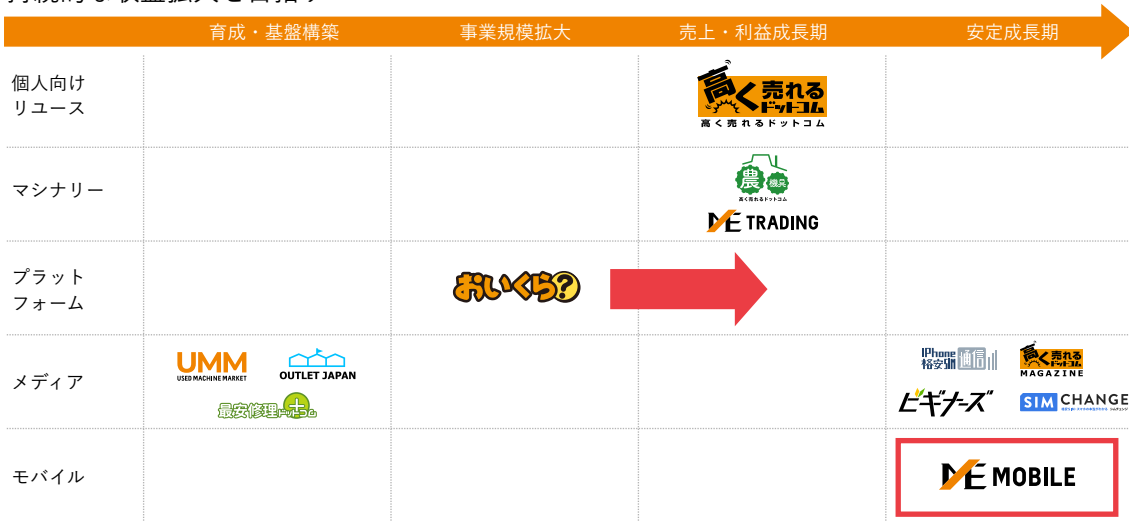 育成・基盤構築
事業規模拡大
売上・利益成長期
安定成長期
個人向け
リユース
高く売れる
ドットコム
高く売れるドットコム
マシナリー
農機具
高く売れるドットコム
ME TRADING
プラット
フォーム
おいくら?
メディア
UMM
USED MACHINE MARKET
OUTLET JAPAN
最安修理ドットコム
iPhone
格安SIM通信
高く売れる
ドットコム
MAGAZINE
ビギナーズ
SIM CHANGE
モバイル
ME MOBILE